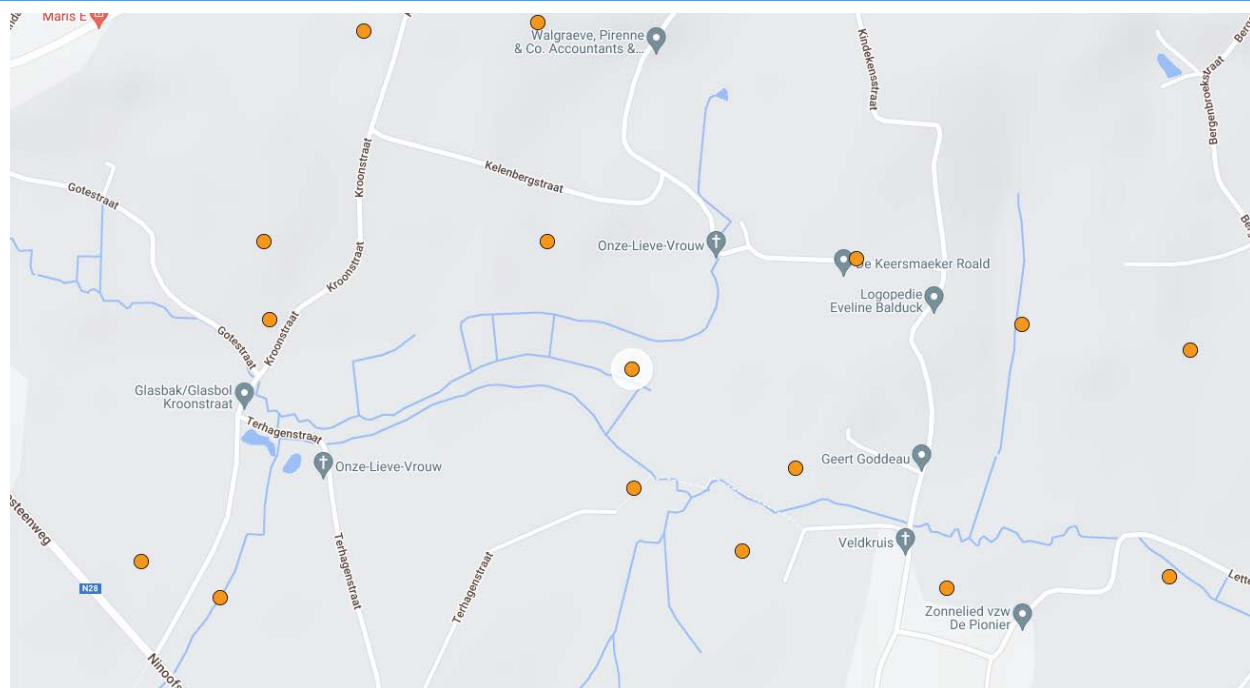 Maris E
Walgraeve, Pirenne
& Co. Accountants &...
Kindekensstraat
Bergenbroekstraat
Kroonstraat
Kelenbergstraat
Gotestraat
Onze-Lieve-Vrouw
De Keersmaeker Roald
Kroonstraat
Logopedie
Eveline Balduck
Gotestraat
Kroonstraat
Glasbak/Glasbol
Kroonstraat
Terhagenstraat
Onze-Lieve-Vrouw
Geert Goddeau
Veldkruis
Terhagenstraat
Terhagenstraat
N28
Zonnelied vzw
De Pionier